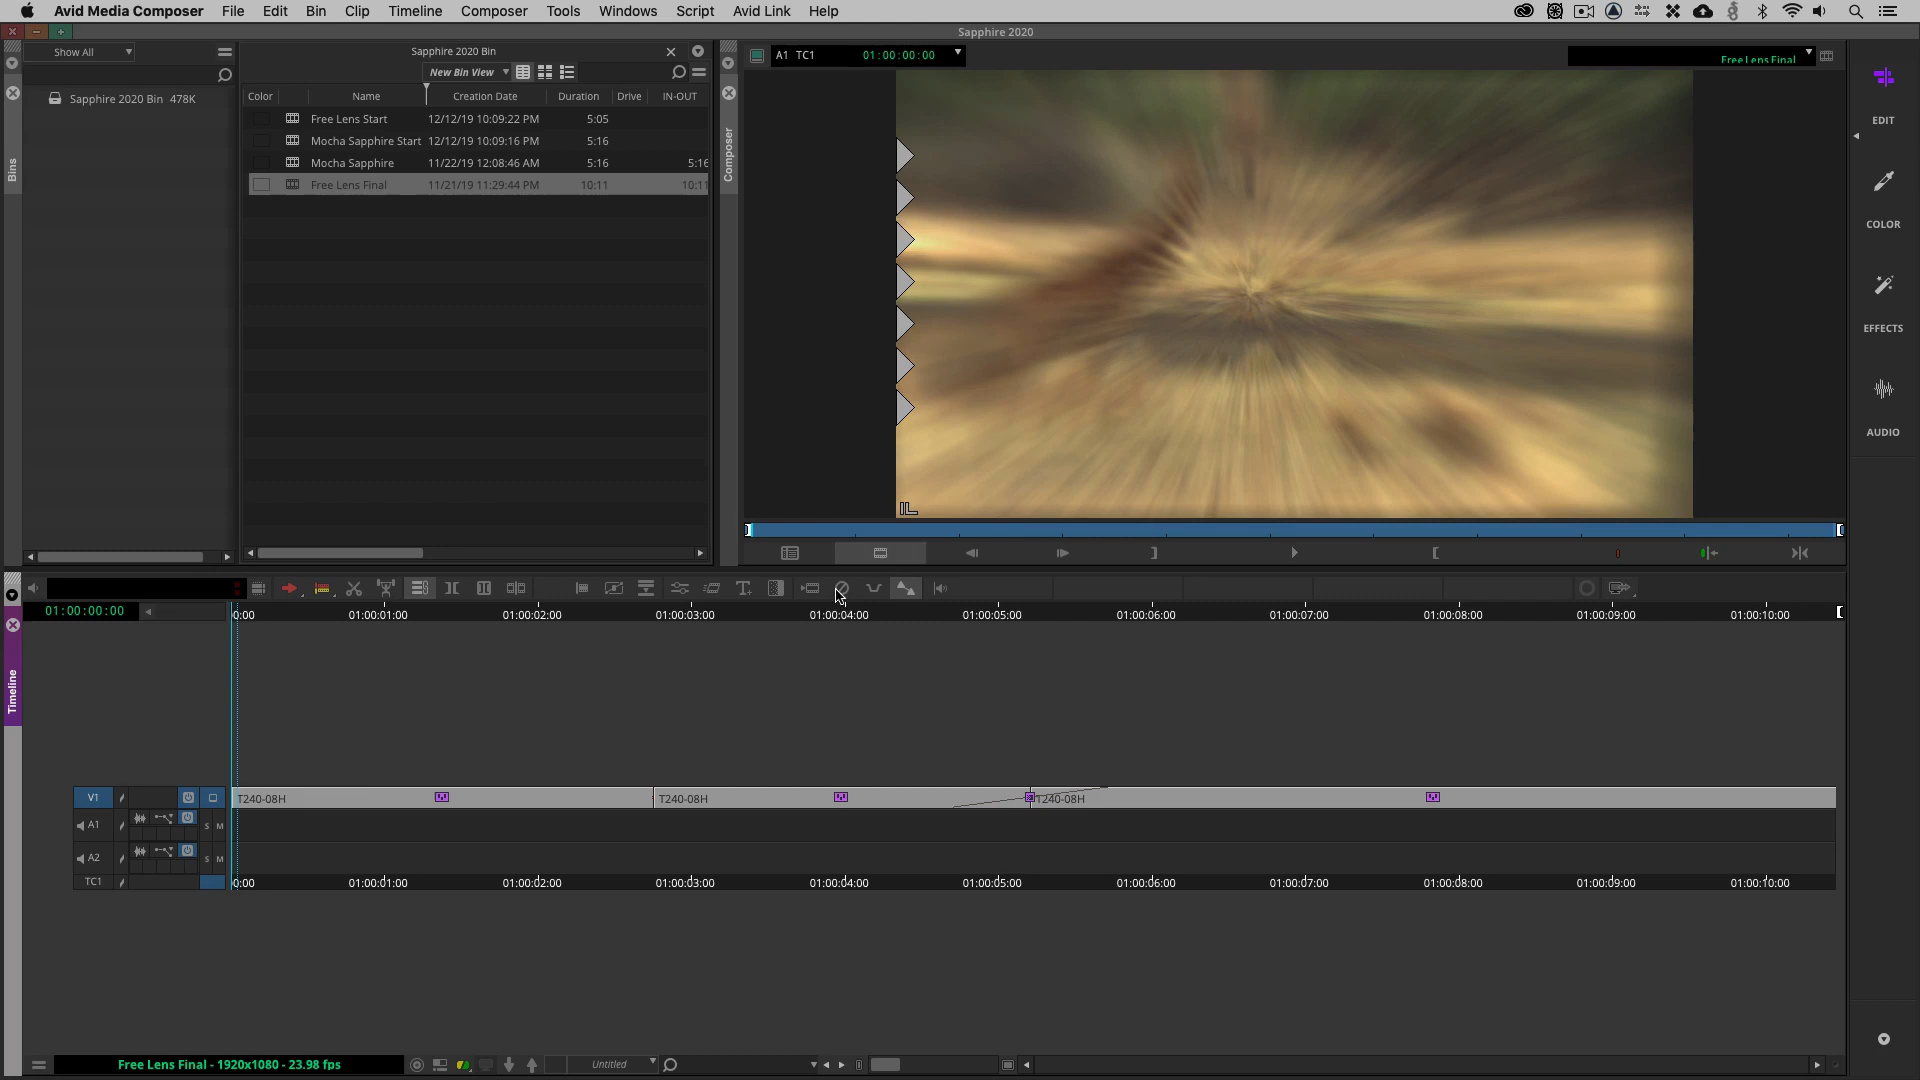 Avid Media Composer File Edit Bin Clip Timeline Composer Tools Windows Script Avid Link Help
Sapphire 2020
Show All
Sapphire 2020 Bin 478K
Bins
Sapphire 2020 Bin
New Bin View
Color Name Creation Date Duration Drive IN-OUT
Free Lens Start 12/12/19 10:09:22 PM 5:05
Mocha Sapphire Start 12/12/19 10:09:16 PM 5:16
Mocha Sapphire 11/22/19 12:08:46 AM 5:16 5:16
Free Lens Final 11/21/19 11:29:44 PM 10:11 10:11
Composer
A1 TC1 01:00:00:00
Free Lens Final
EDIT
COLOR
EFFECTS
AUDIO
01:00:00:00
0:00 01:00:01:00 01:00:02:00 01:00:03:00 01:00:04:00 01:00:05:00 01:00:06:00 01:00:07:00 01:00:08:00 01:00:09:00 01:00:10:00
Timeline
V1 T240-08H T240-08H T240-08H
A1 S M
A2 S M
TC1 0:00 01:00:01:00 01:00:02:00 01:00:03:00 01:00:04:00 01:00:05:00 01:00:06:00 01:00:07:00 01:00:08:00 01:00:09:00 01:00:10:00
Free Lens Final - 1920x1080 - 23.98 fps Untitled